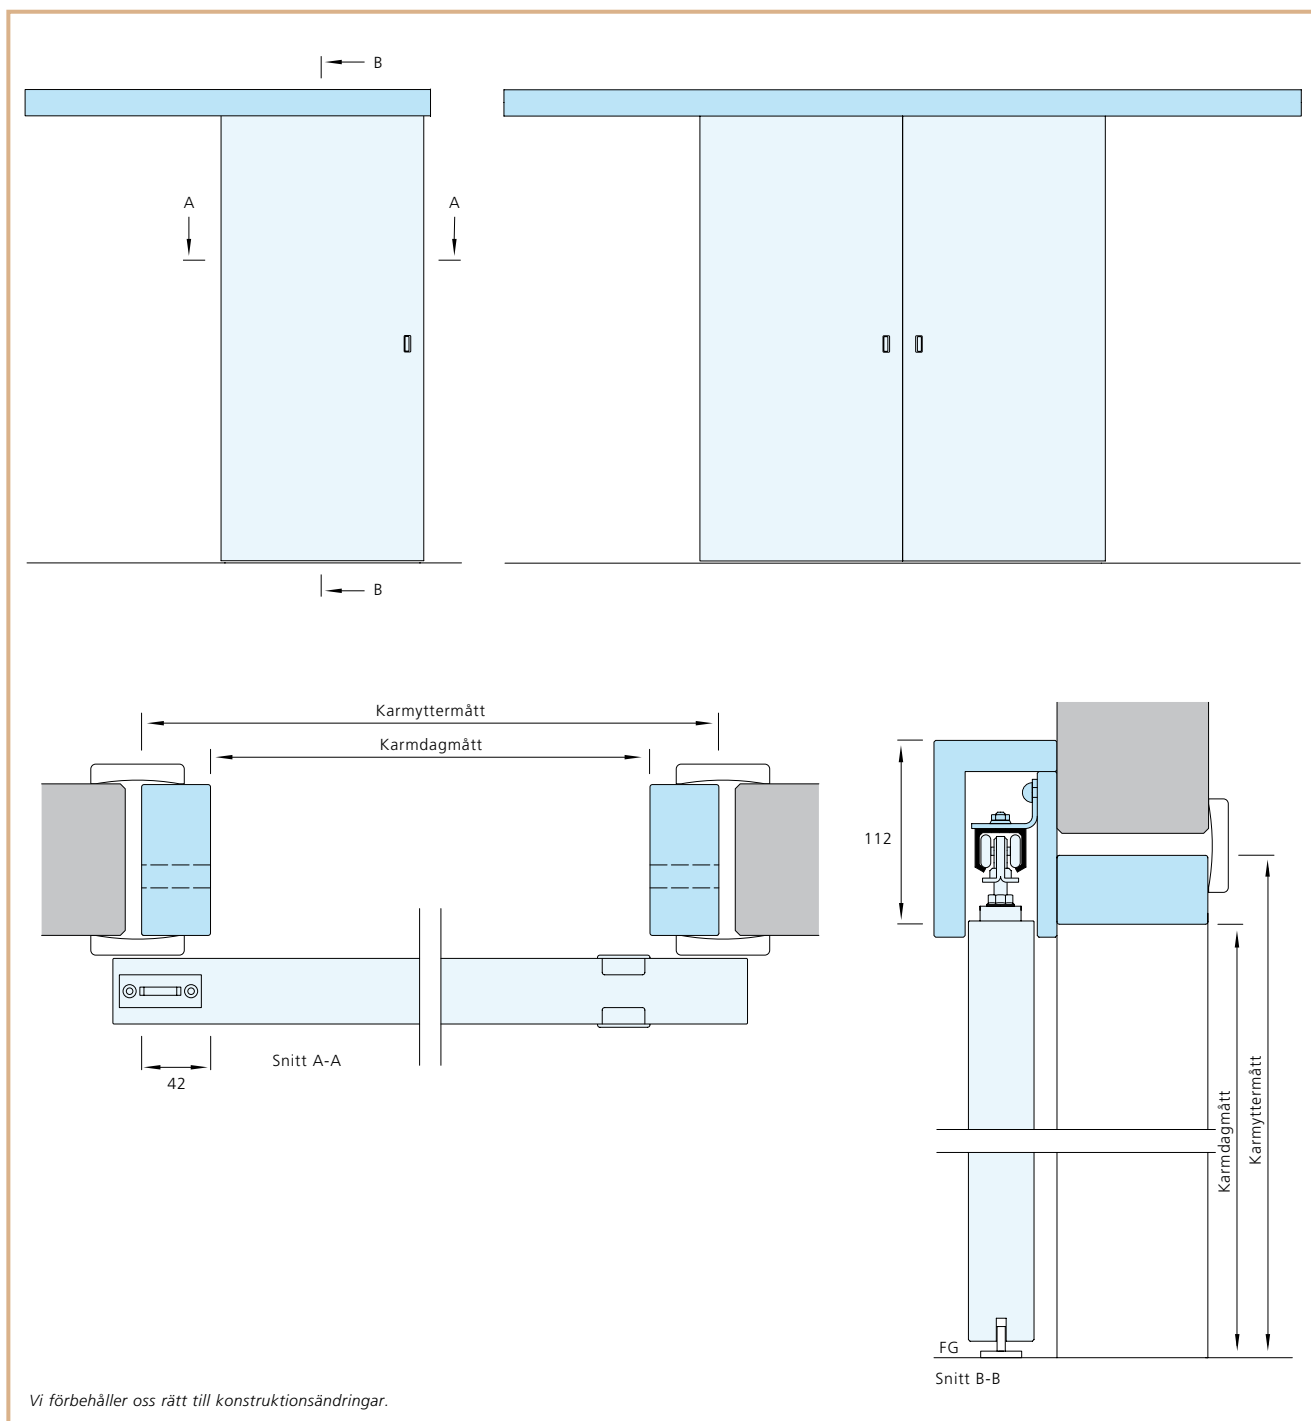 B
A
A
B
Karmyttermått
Karmdagmått
112
Snitt A-A
42
Karmdagmått
Karmyttermått
FG
Snitt B-B
Vi förbehåller oss rätt till konstruktionsändringar.